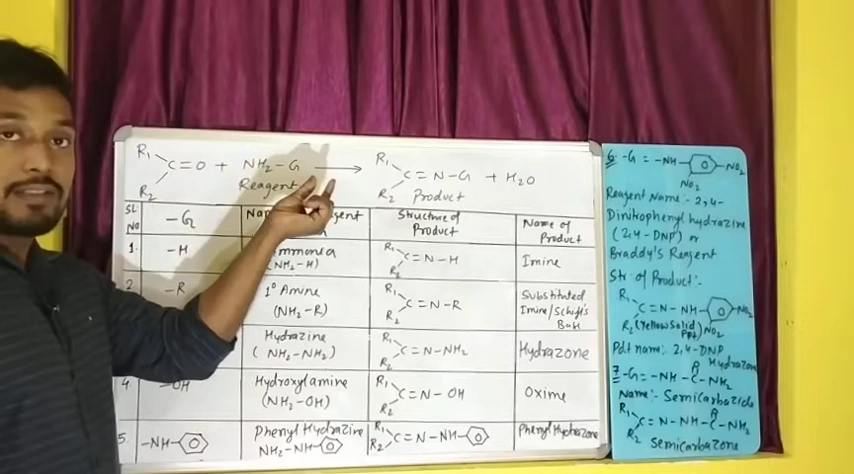 R₁ R₂ C=O + NH₂-G → R₁ R₂ C=N-G + H₂O
Reagent Product
SL NO -G Structure of Product Name of Product
1. -H (NH₂-H) R₁ R₂ C=N-H Imine
2 -R 1° Amine (NH₂-R) R₁ R₂ C=N-R Substituted Imine/Schiff's Base
Hydrazine (NH₂-NH₂) R₁ R₂ C=N-NH₂ Hydrazone
4 -OH Hydroxylamine (NH₂-OH) R₁ R₂ C=N-OH Oxime
5. -NH- Phenyl Hydrazine NH₂-NH- R₁ R₂ C=N-NH- Phenyl Hydrazone
6. -G = -NH- -NO₂
NO₂
Reagent Name - 2,4-
Dinitophenyl hydrazine
(2,4-DNP) or
Braddy's Reagent
Str. of Product:
R₁ R₂ C=N-NH- -NO₂
(Yellow Solid PPt) NO₂
Pdt name: 2,4-DNP
Hydrazone
7. -G = -NH-C-NH₂
O
Name:- Semicarbazide
R₁ R₂ C=N-NH-C-NH₂
O
Semicarbazone